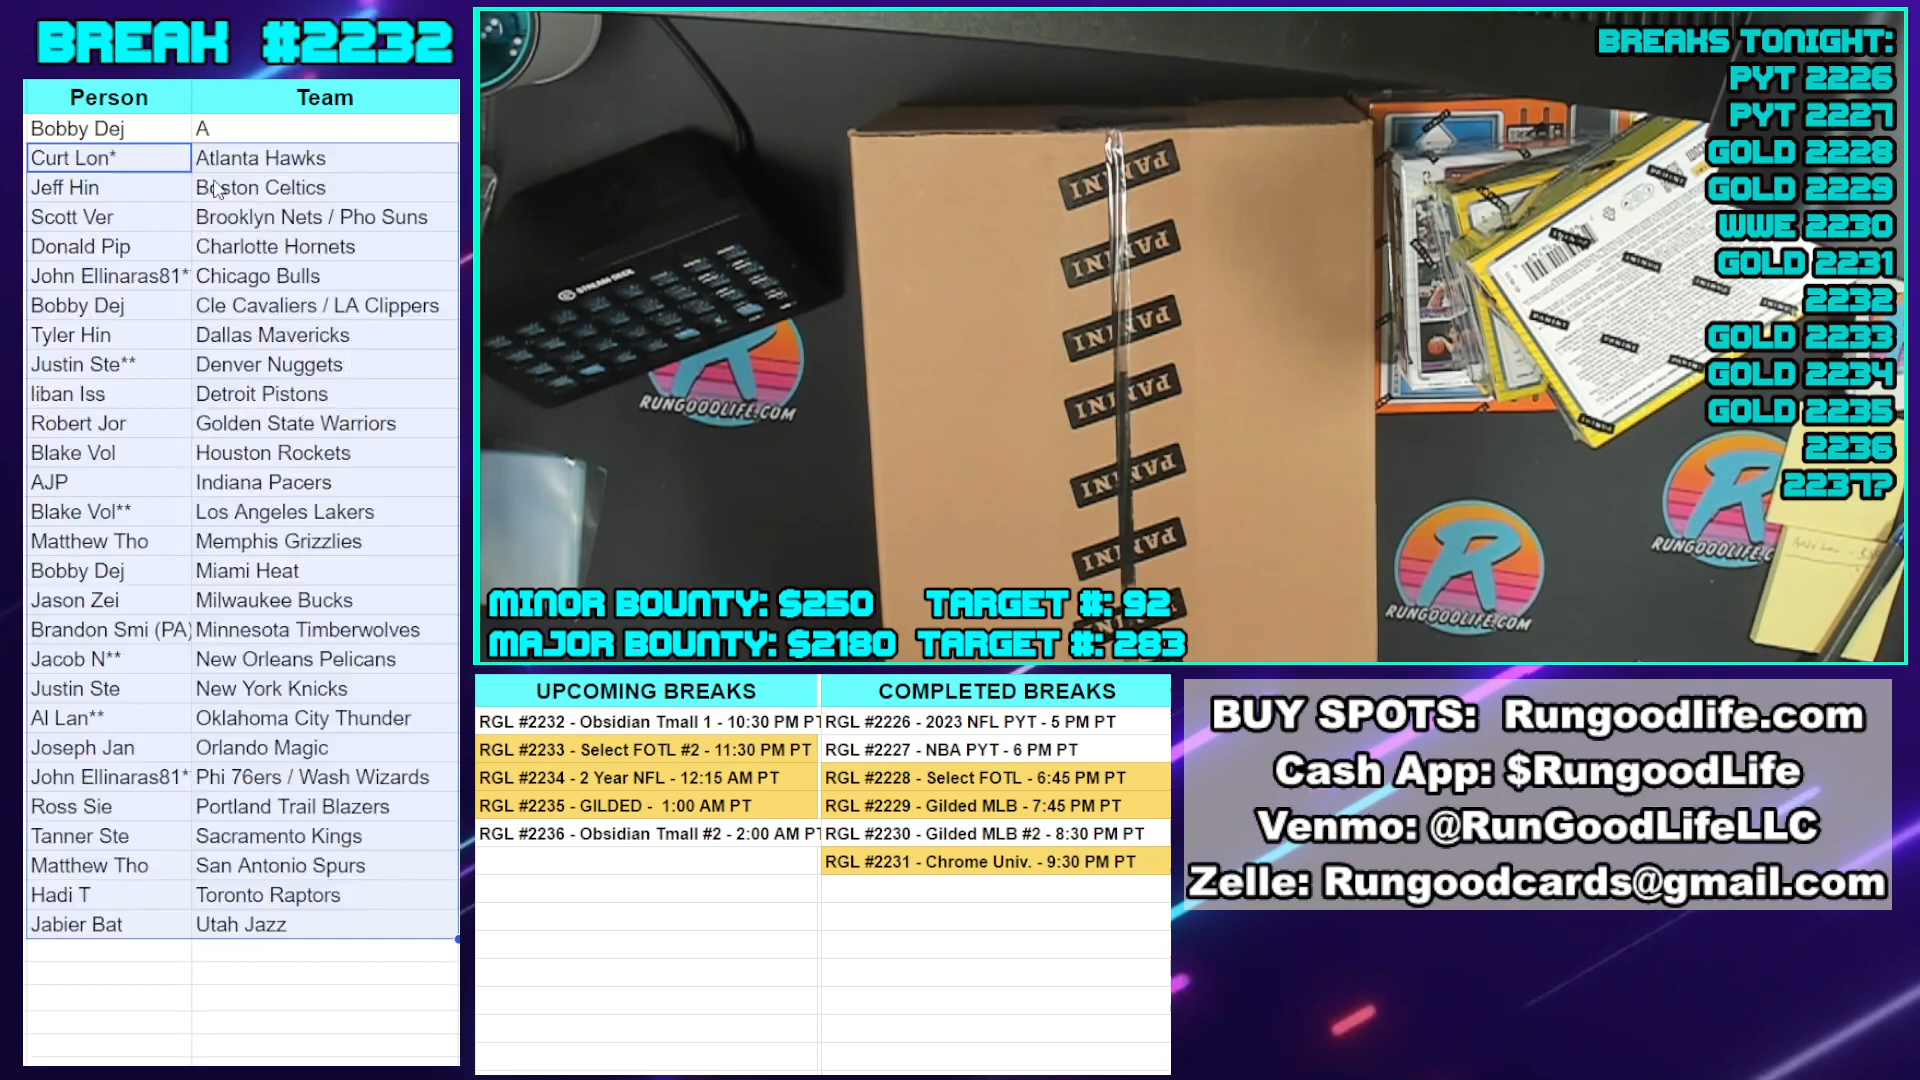 BREAK #2232
Person Team
Bobby Dej A
Curt Lon* Atlanta Hawks
Jeff Hin Boston Celtics
Scott Ver Brooklyn Nets / Pho Suns
Donald Pip Charlotte Hornets
John Ellinaras81* Chicago Bulls
Bobby Dej Cle Cavaliers / LA Clippers
Tyler Hin Dallas Mavericks
Justin Ste** Denver Nuggets
liban Iss Detroit Pistons
Robert Jor Golden State Warriors
Blake Vol Houston Rockets
AJP Indiana Pacers
Blake Vol** Los Angeles Lakers
Matthew Tho Memphis Grizzlies
Bobby Dej Miami Heat
Jason Zei Milwaukee Bucks
Brandon Smi (PA) Minnesota Timberwolves
Jacob N** New Orleans Pelicans
Justin Ste New York Knicks
Al Lan** Oklahoma City Thunder
Joseph Jan Orlando Magic
John Ellinaras81* Phi 76ers / Wash Wizards
Ross Sie Portland Trail Blazers
Tanner Ste Sacramento Kings
Matthew Tho San Antonio Spurs
Hadi T Toronto Raptors
Jabier Bat Utah Jazz
BREAKS TONIGHT:
PYT 2226
PYT 2227
GOLD 2228
GOLD 2229
WWE 2230
GOLD 2231
2232
GOLD 2233
GOLD 2234
GOLD 2235
2236
2237?
STREAM DECK
PANINI
PANINI
PANINI
PANINI
PANINI
PANINI
RUNGOODLIFE.COM
RUNGOODLIFE.COM
RUNGOODLIFE.C
MINOR BOUNTY: $250 TARGET #: 92
MAJOR BOUNTY: $2180 TARGET #: 283
UPCOMING BREAKS
RGL #2232 - Obsidian Tmall 1 - 10:30 PM PT
RGL #2233 - Select FOTL #2 - 11:30 PM PT
RGL #2234 - 2 Year NFL - 12:15 AM PT
RGL #2235 - GILDED - 1:00 AM PT
RGL #2236 - Obsidian Tmall #2 - 2:00 AM PT
COMPLETED BREAKS
RGL #2226 - 2023 NFL PYT - 5 PM PT
RGL #2227 - NBA PYT - 6 PM PT
RGL #2228 - Select FOTL - 6:45 PM PT
RGL #2229 - Gilded MLB - 7:45 PM PT
RGL #2230 - Gilded MLB #2 - 8:30 PM PT
RGL #2231 - Chrome Univ. - 9:30 PM PT
BUY SPOTS: Rungoodlife.com
Cash App: $RungoodLife
Venmo: @RunGoodLifeLLC
Zelle: Rungoodcards@gmail.com